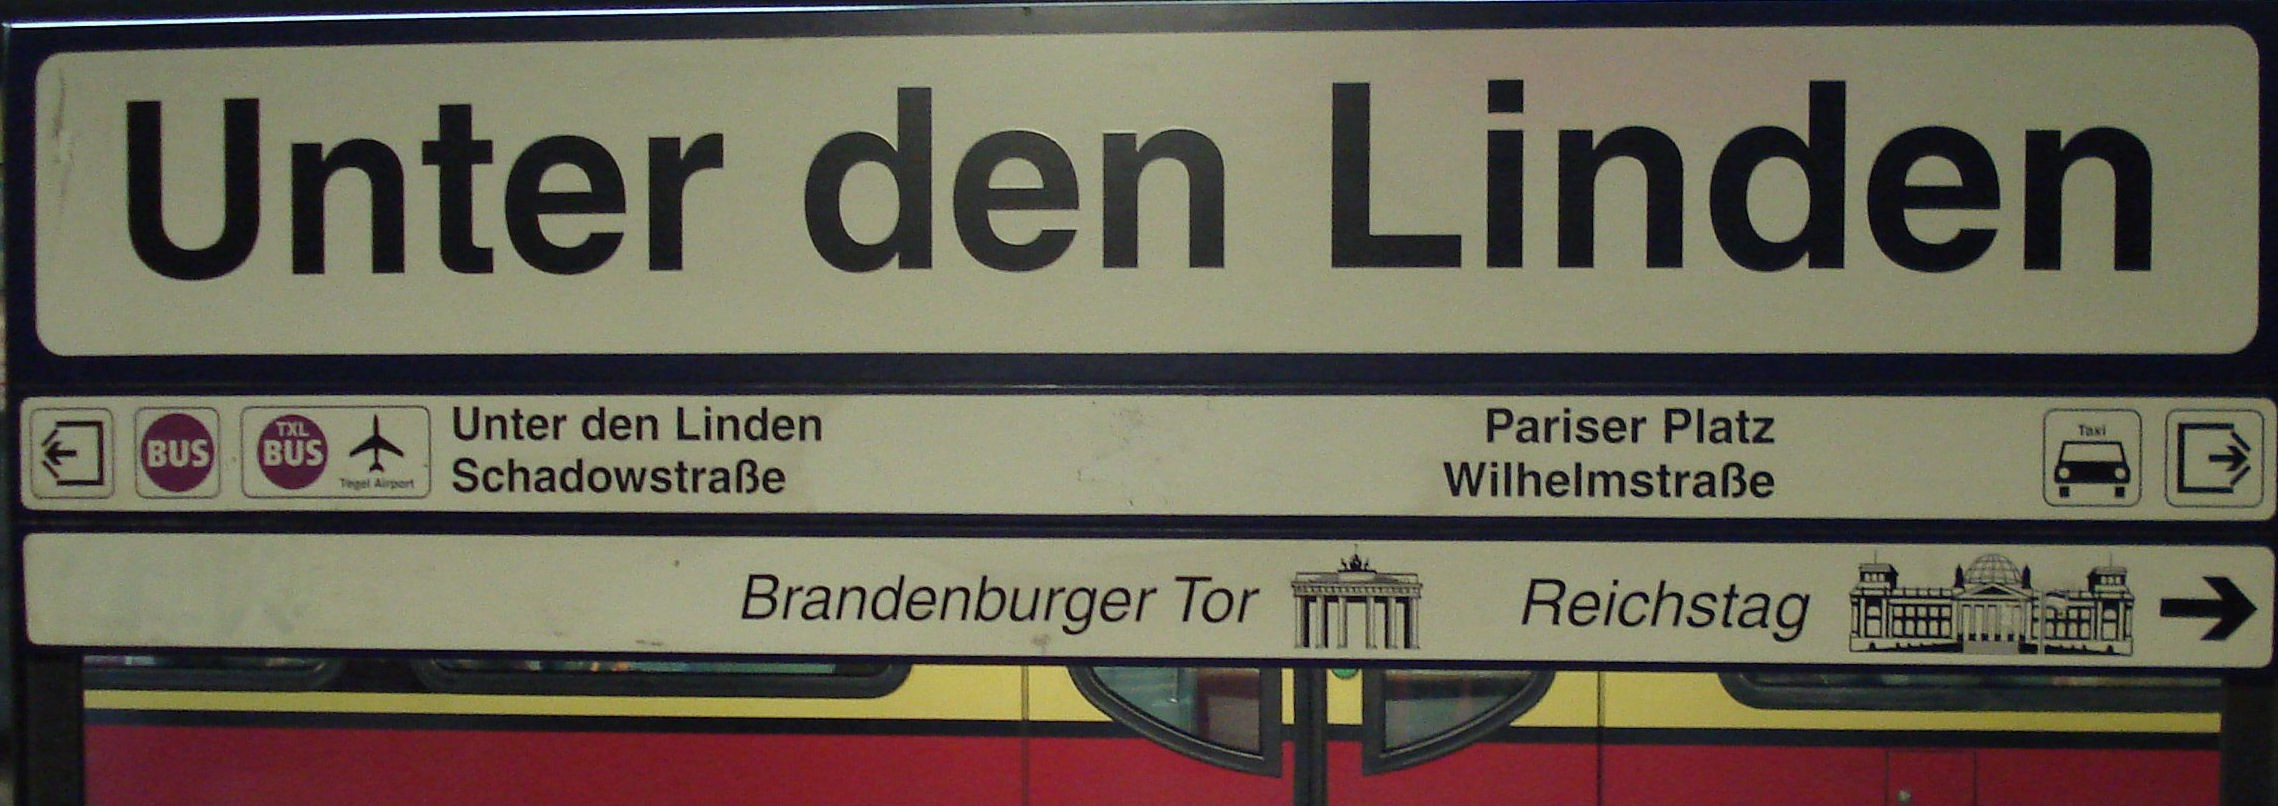 Unter den Linden
BUS
TXL
BUS
Tegel Airport
Unter den Linden
Schadowstraße
Pariser Platz
Wilhelmstraße
Taxi
Brandenburger Tor
Reichstag